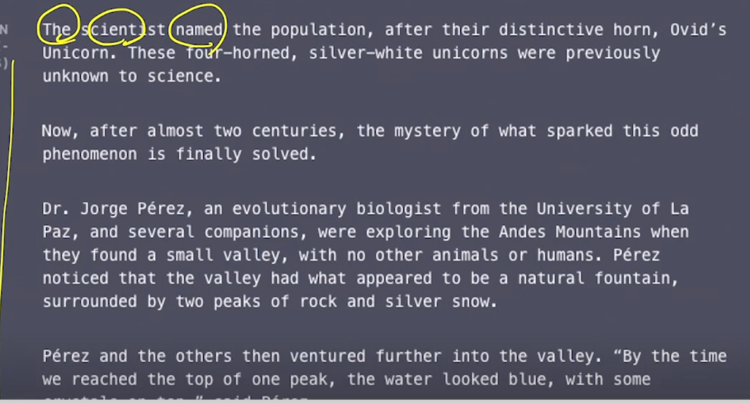 N
-
s)
The scientist named the population, after their distinctive horn, Ovid’s
Unicorn. These four-horned, silver-white unicorns were previously
unknown to science.
Now, after almost two centuries, the mystery of what sparked this odd
phenomenon is finally solved.
Dr. Jorge Pérez, an evolutionary biologist from the University of La
Paz, and several companions, were exploring the Andes Mountains when
they found a small valley, with no other animals or humans. Pérez
noticed that the valley had what appeared to be a natural fountain,
surrounded by two peaks of rock and silver snow.
Pérez and the others then ventured further into the valley. “By the time
we reached the top of one peak, the water looked blue, with some
crystals on top,” said Pérez.